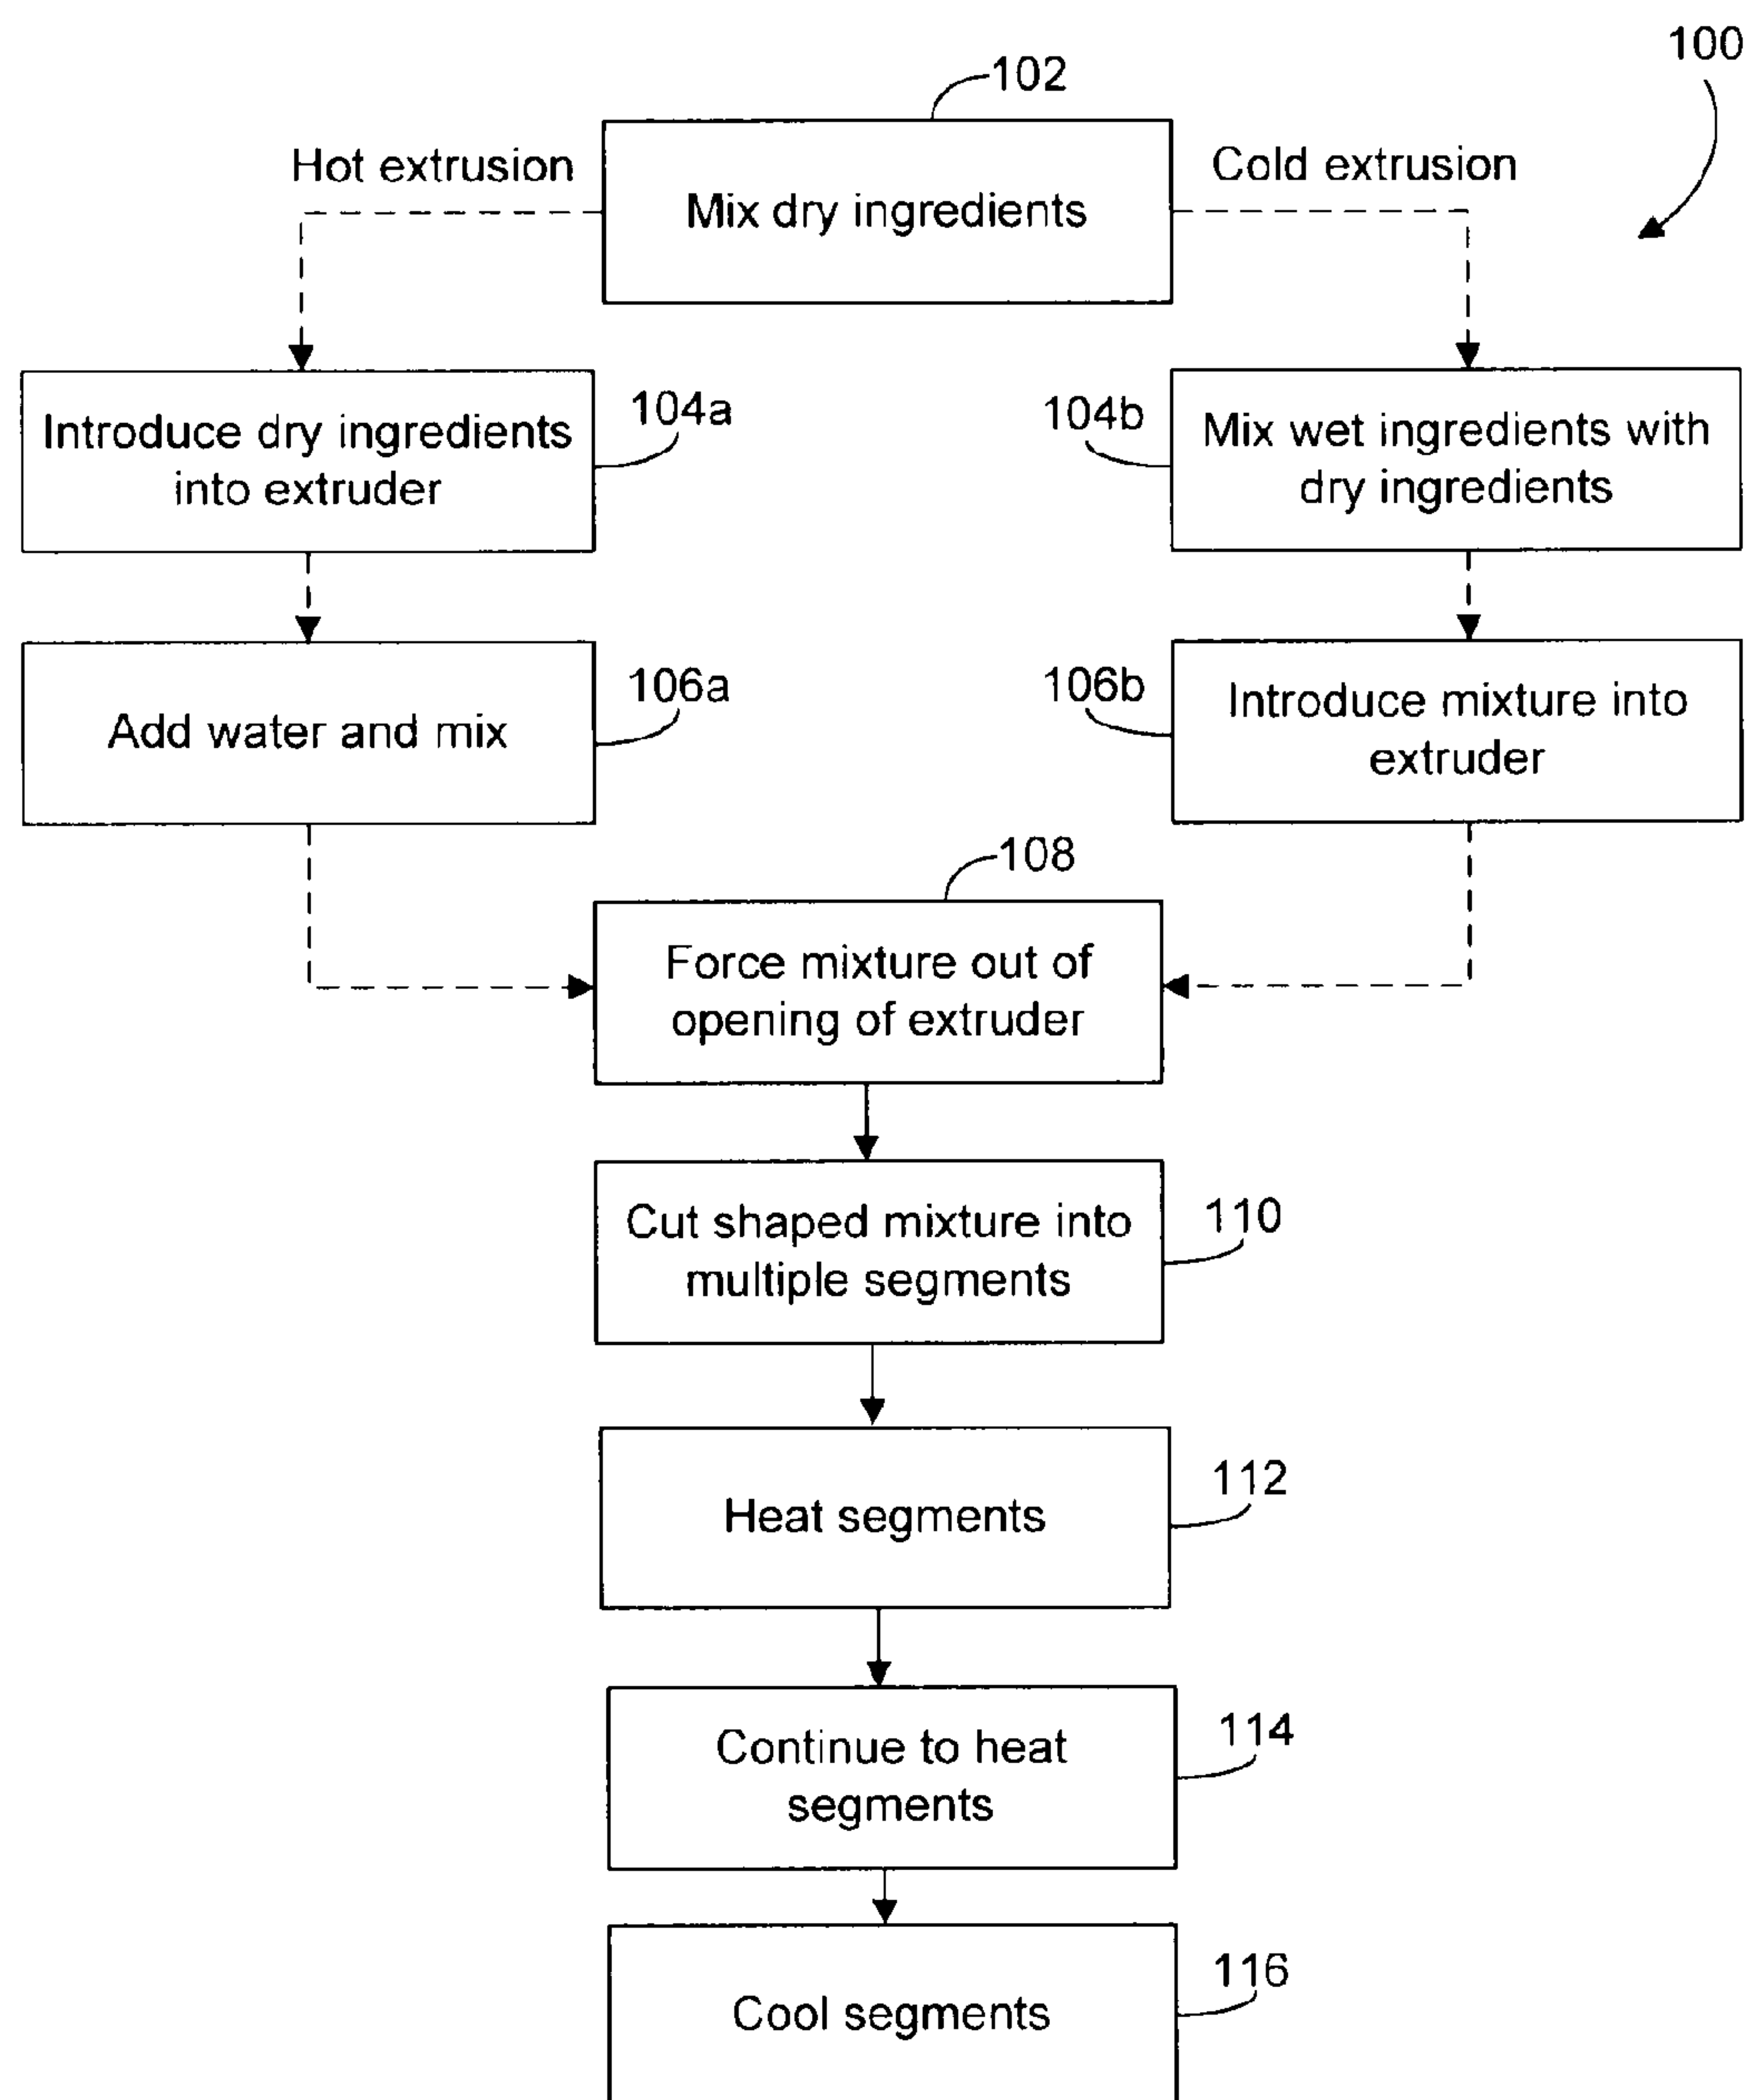 100
102
Hot extrusion
Cold extrusion
Mix dry ingredients
Introduce dry ingredients
into extruder
104a
104b
Mix wet ingredients with
dry ingredients
Add water and mix
106a
106b
Introduce mixture into
extruder
108
Force mixture out of
opening of extruder
Cut shaped mixture into
multiple segments
110
Heat segments
112
Continue to heat
segments
114
Cool segments
116